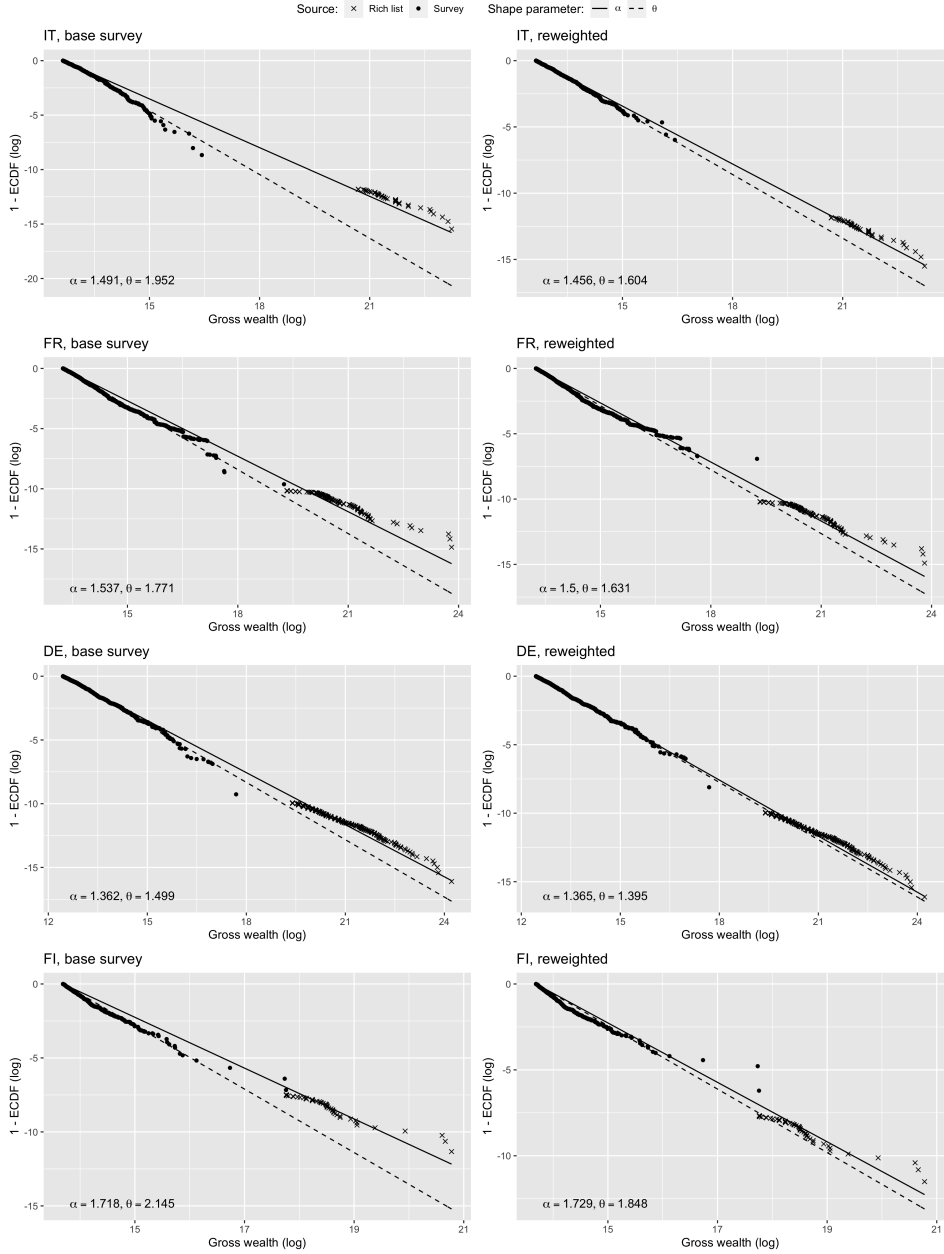 Source: × Rich list • Survey Shape parameter: — α -- θ
IT, base survey
1 - ECDF (log)
0
-5
-10
-15
-20
α = 1.491, θ = 1.952
15 18 21
Gross wealth (log)
IT, reweighted
1 - ECDF (log)
0
-5
-10
-15
α = 1.456, θ = 1.604
15 18 21
Gross wealth (log)
FR, base survey
1 - ECDF (log)
0
-5
-10
-15
α = 1.537, θ = 1.771
15 18 21 24
Gross wealth (log)
FR, reweighted
1 - ECDF (log)
0
-5
-10
-15
α = 1.5, θ = 1.631
15 18 21 24
Gross wealth (log)
DE, base survey
1 - ECDF (log)
0
-5
-10
-15
α = 1.362, θ = 1.499
12 15 18 21 24
Gross wealth (log)
DE, reweighted
1 - ECDF (log)
0
-5
-10
-15
α = 1.365, θ = 1.395
12 15 18 21 24
Gross wealth (log)
FI, base survey
1 - ECDF (log)
0
-5
-10
-15
α = 1.718, θ = 2.145
15 17 19 21
Gross wealth (log)
FI, reweighted
1 - ECDF (log)
0
-5
-10
α = 1.729, θ = 1.848
15 17 19 21
Gross wealth (log)